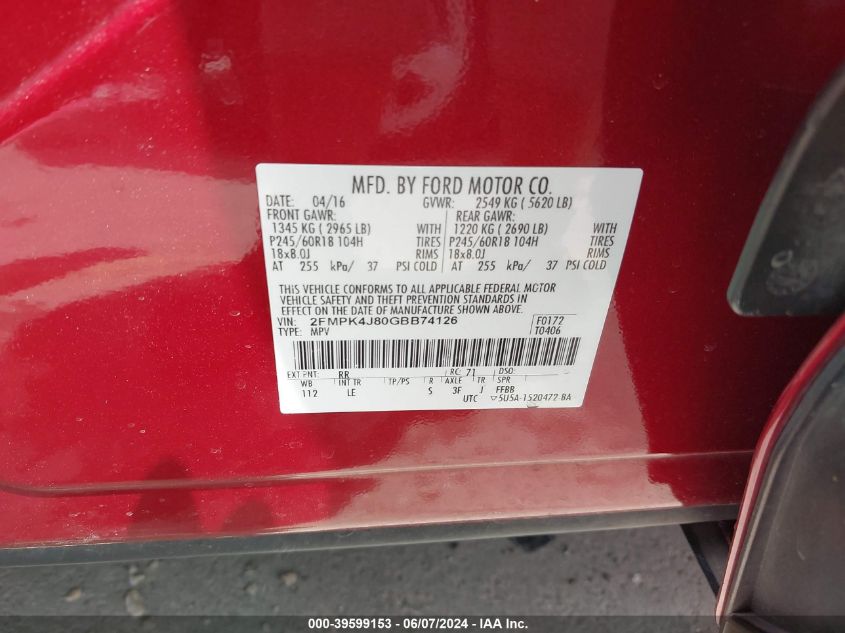 MFD. BY FORD MOTOR CO.
DATE: 04/16 GVWR: 2549 KG ( 5620 LB)
FRONT GAWR: REAR GAWR:
1345 KG ( 2965 LB) WITH 1220 KG ( 2690 LB) WITH
P245/60R18 104H TIRES P245/60R18 104H TIRES
18x8.0J RIMS 18x8.0J RIMS
AT 255 kPa/ 37 PSI COLD AT 255 kPa/ 37 PSI COLD
THIS VEHICLE CONFORMS TO ALL APPLICABLE FEDERAL MOTOR
VEHICLE SAFETY AND THEFT PREVENTION STANDARDS IN
EFFECT ON THE DATE OF MANUFACTURE SHOWN ABOVE.
VIN: 2FMPK4J80GBB74126 F0172
TYPE: MPV T0406
EXT PNT: RR RC: 71 DSO:
WB INT TR TP/PS R AXLE TR SPR
112 LE S 3F J FFBB
UTC ▽5U5A-1520472-BA
000-39599153 - 06/07/2024 - IAA Inc.